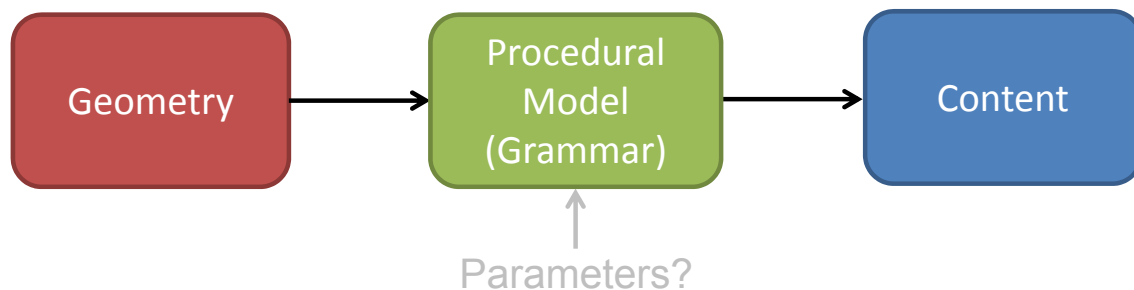 Geometry
Procedural
Model
(Grammar)
Content
Parameters?